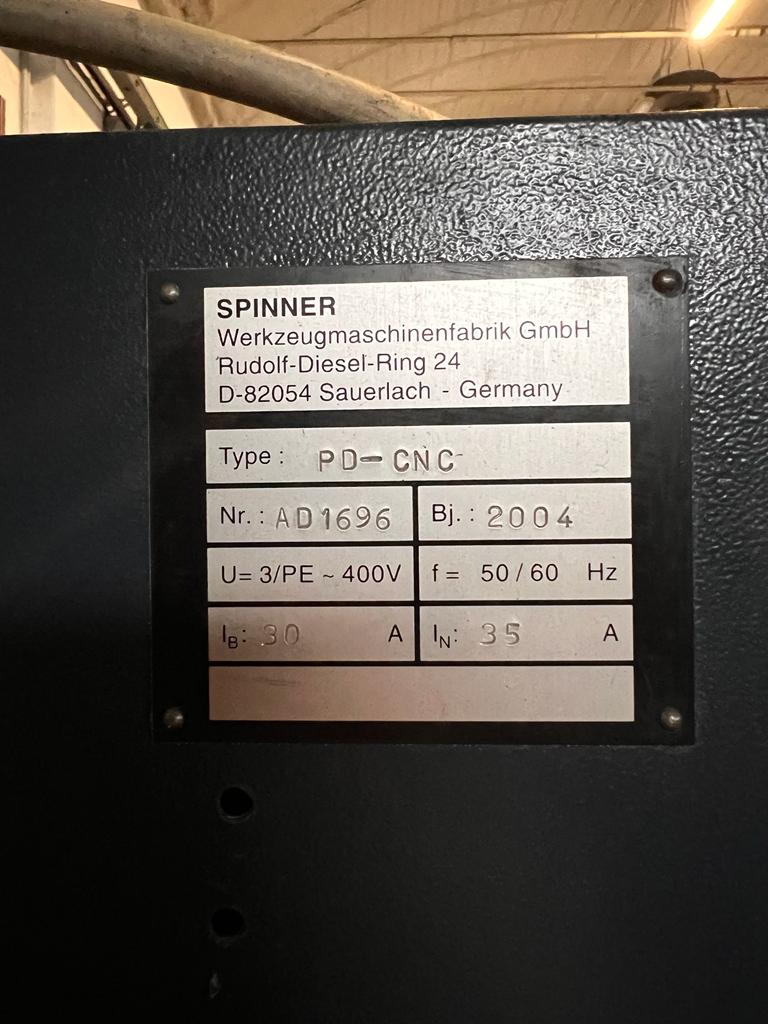 SPINNER
Werkzeugmaschinenfabrik GmbH
Rudolf-Diesel-Ring 24
D-82054 Sauerlach - Germany
Type : PD-CNC
Nr. : AD1696 Bj. : 2004
U= 3/PE ~ 400V f = 50 / 60 Hz
IB: 30 A IN: 35 A